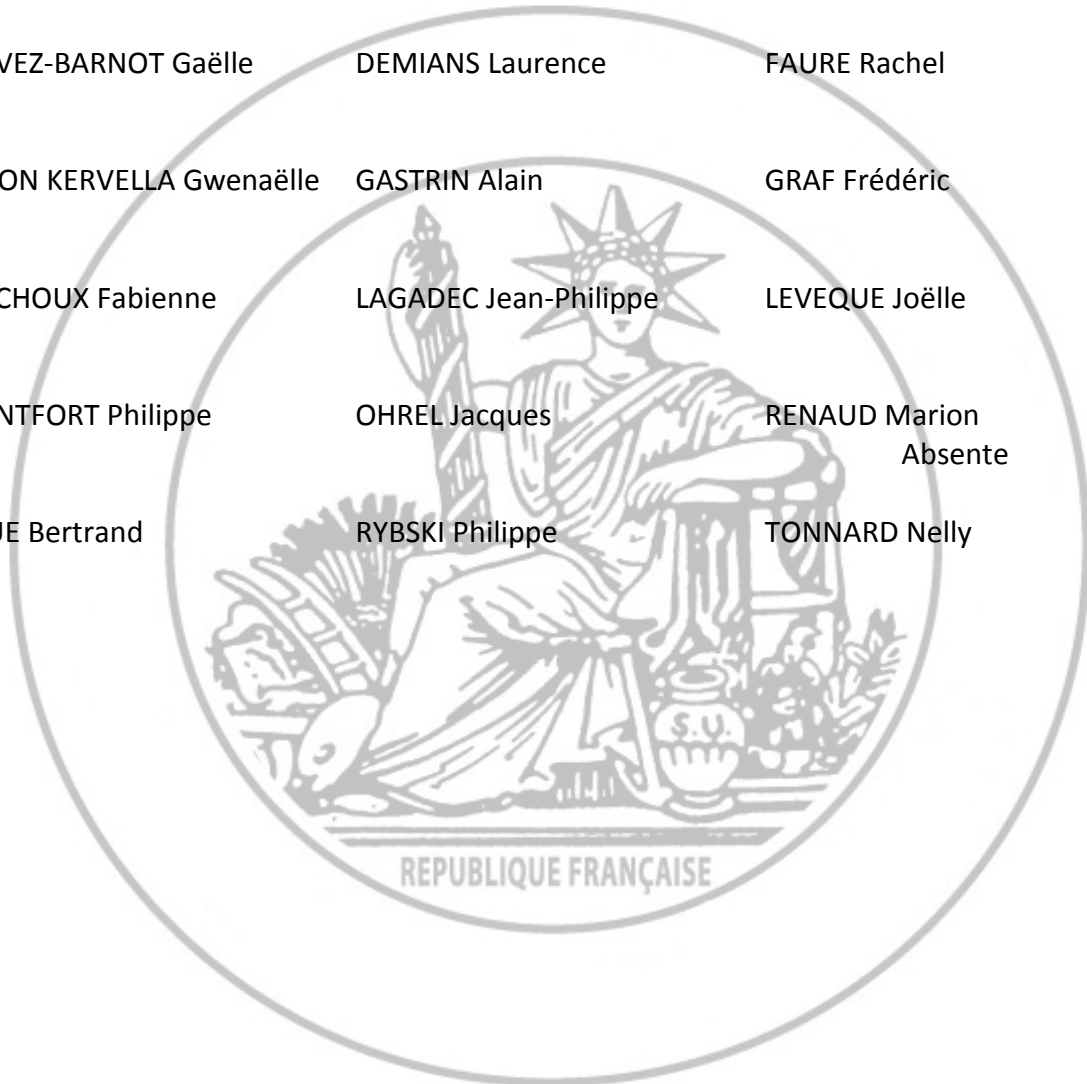 VEZ-BARNOT Gaëlle DEMIANS Laurence FAURE Rachel
ON KERVELLA Gwenaëlle GASTRIN Alain GRAF Frédéric
CHOUX Fabienne LAGADEC Jean-Philippe LEVEQUE Joëlle
NTFORT Philippe OHREL Jacques RENAUD Marion
Absente
UE Bertrand RYBSKI Philippe TONNARD Nelly
S.U.
REPUBLIQUE FRANÇAISE